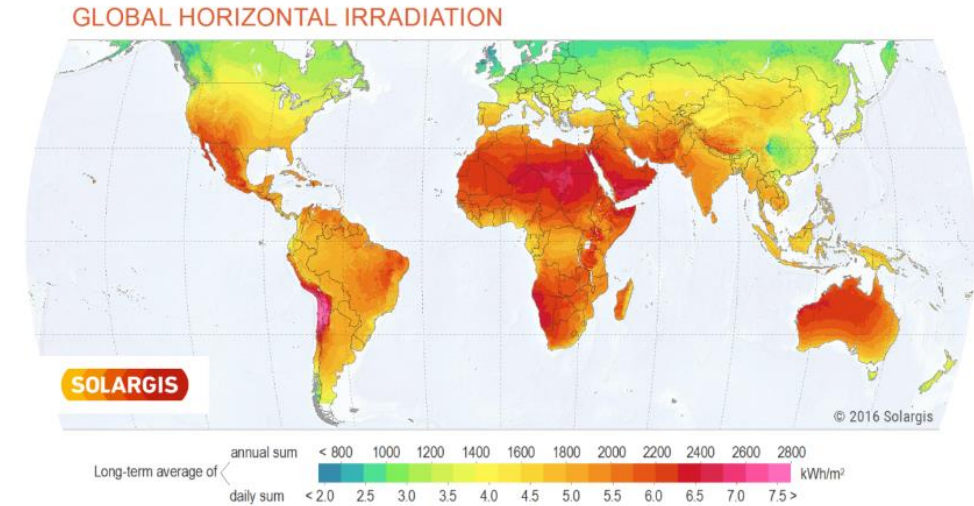 GLOBAL HORIZONTAL IRRADIATION
SOLARGIS
© 2016 Solargis
annual sum < 800 1000 1200 1400 1600 1800 2000 2200 2400 2600 2800
Long-term average of kWh/m²
daily sum < 2.0 2.5 3.0 3.5 4.0 4.5 5.0 5.5 6.0 6.5 7.0 7.5 >